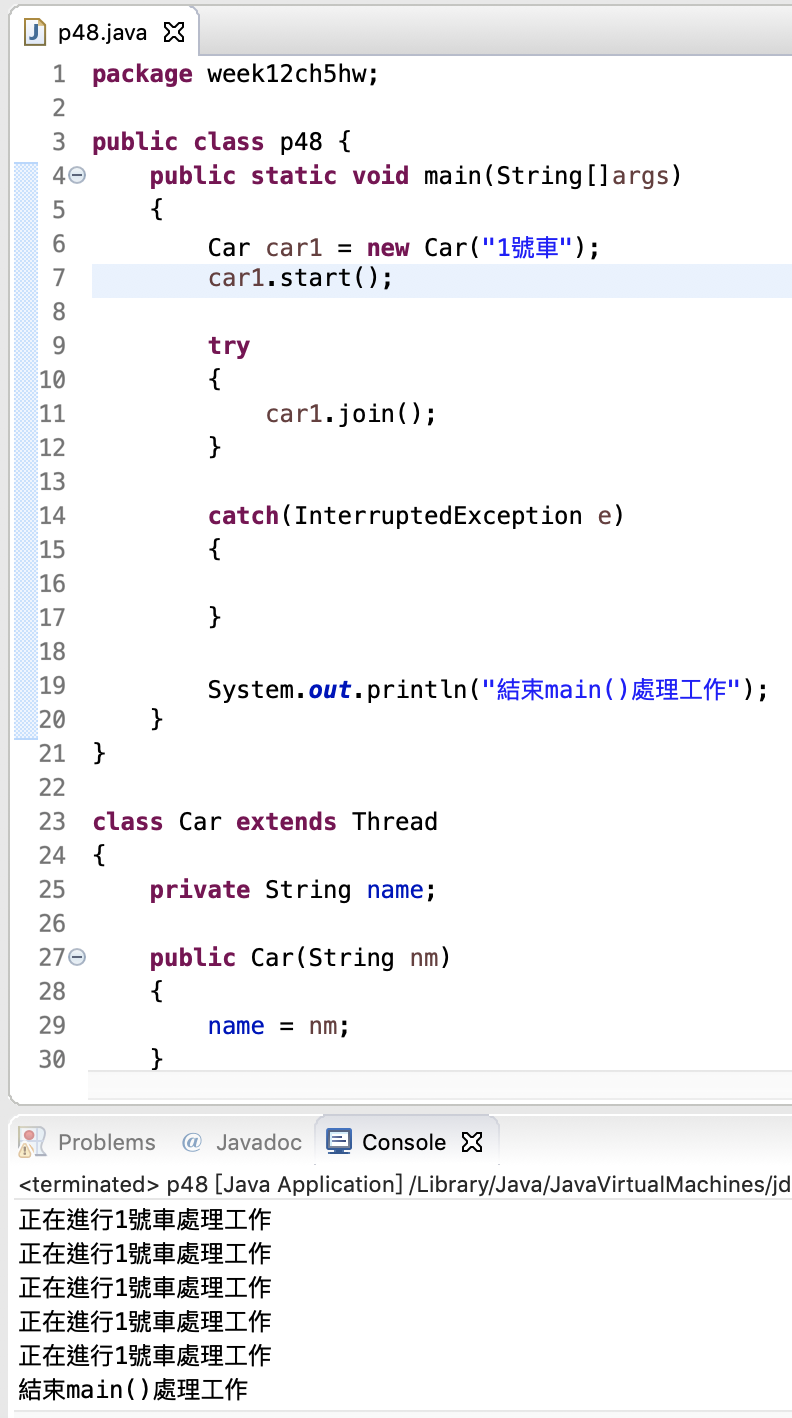 p48.java
1 package week12ch5hw;
2
3 public class p48 {
4 public static void main(String[]args)
5 {
6 Car car1 = new Car("1號車");
7 car1.start();
8
9 try
10 {
11 car1.join();
12 }
13
14 catch(InterruptedException e)
15 {
16
17 }
18
19 System.out.println("結束main()處理工作");
20 }
21 }
22
23 class Car extends Thread
24 {
25 private String name;
26
27 public Car(String nm)
28 {
29 name = nm;
30 }
Problems @ Javadoc Console
<terminated> p48 [Java Application] /Library/Java/JavaVirtualMachines/jd
正在進行1號車處理工作
正在進行1號車處理工作
正在進行1號車處理工作
正在進行1號車處理工作
正在進行1號車處理工作
結束main()處理工作